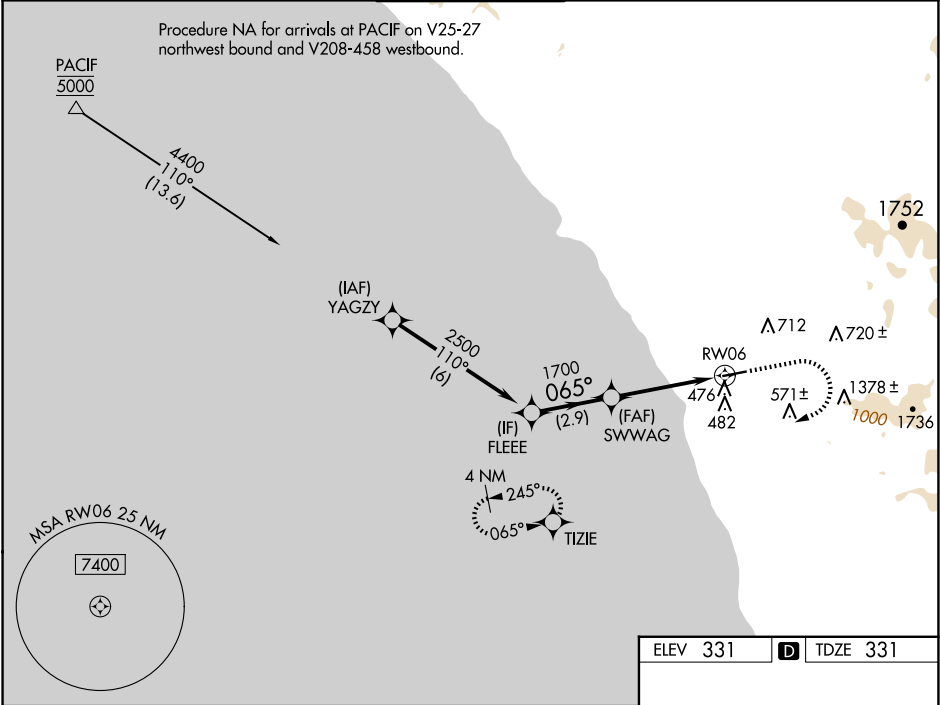 Procedure NA for arrivals at PACIF on V25-27
northwest bound and V208-458 westbound.
PACIF
5000
4400
110°
(13.6)
1752
(IAF)
YAGZY
2500
110°
(6)
712
720 ±
RW06
1700
065°
(2.9)
476
482
571±
1378 ±
1000
1736
(FAF)
SWWAG
(IF)
FLEEE
4 NM
245°
065°
TIZIE
MSA RW06 25 NM
7400
ELEV 331
D
TDZE 331